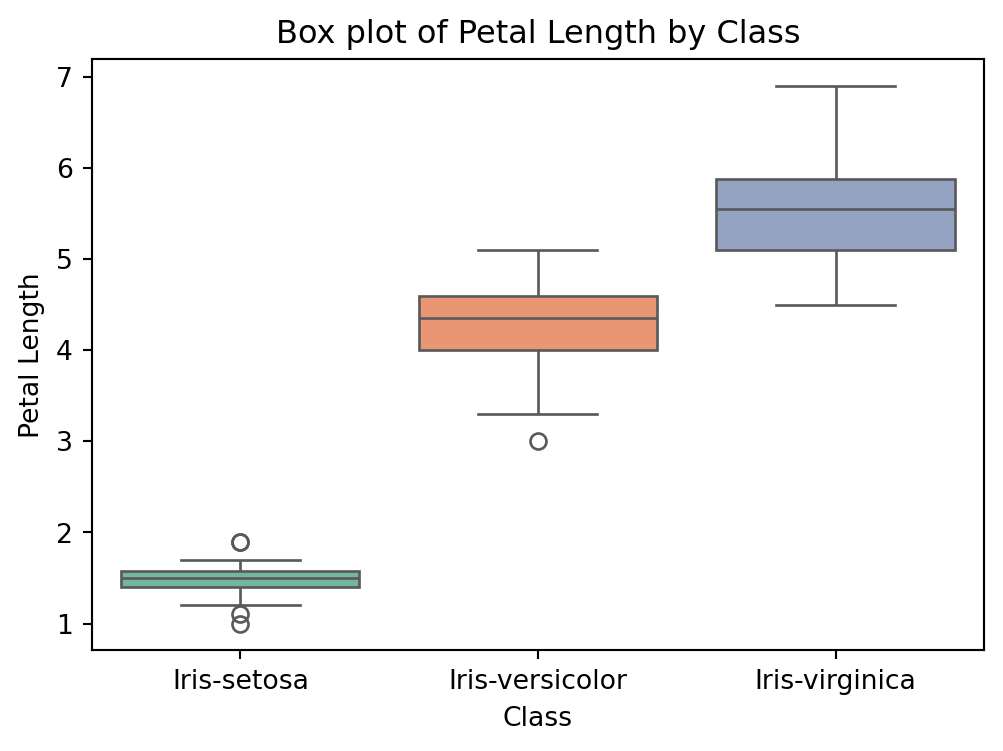 Box plot of Petal Length by Class
7
6
5
4
3
2
1
Petal Length
Iris-setosa
Iris-versicolor
Iris-virginica
Class